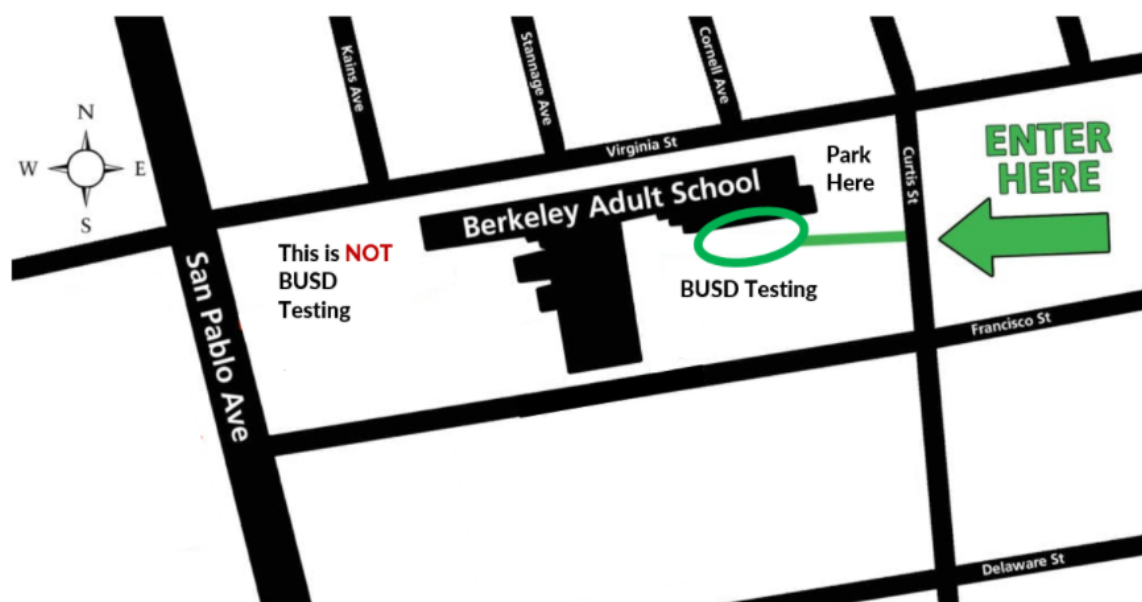 Kains Ave
Stannage Ave
Cornell Ave
N
W
E
S
Virginia St
Curtis St
Park
Here
ENTER
HERE
Berkeley Adult School
This is NOT
BUSD
Testing
San Pablo Ave
BUSD Testing
Francisco St
Delaware St